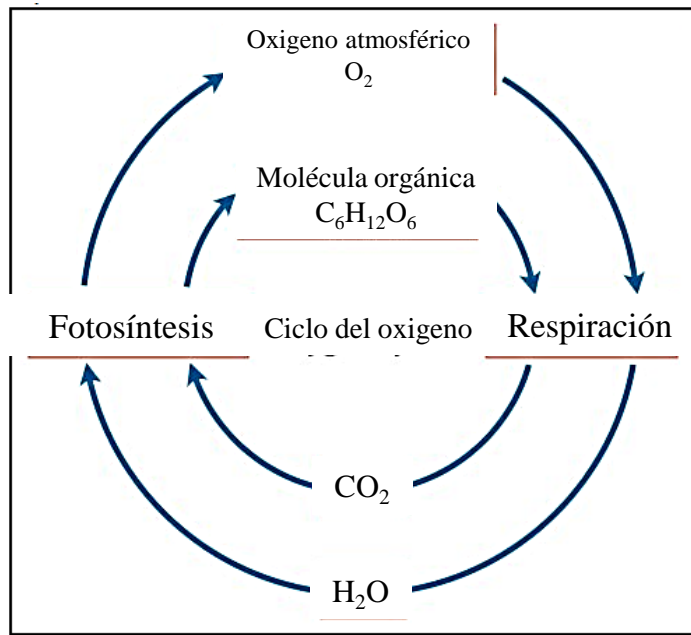 Oxigeno atmosférico
O₂
Molécula orgánica
C₆H₁₂O₆
Fotosíntesis
Ciclo del oxigeno
Respiración
CO₂
H₂O